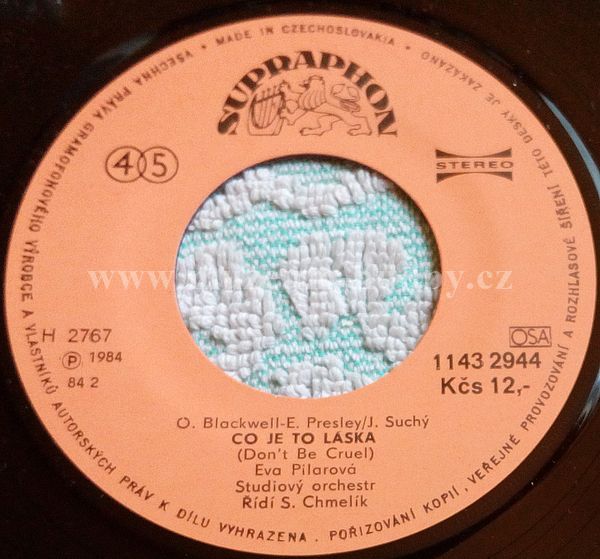 VŠECHNA PRÁVA GRAMOFONOVÉHO VÝROBCE A VLASTNÍKŮ AUTORSKÝCH PRÁV K DÍLU VYHRAZENA. POŘIZOVÁNÍ KOPIÍ, VEŘEJNÉ PROVOZOVÁNÍ A ROZHLASOVÉ ŠÍŘENÍ TÉTO DESKY JE ZAKÁZÁNO
• MADE IN CZECHOSLOVAKIA •
SUPRAPHON
45
STEREO
H 2767
Ⓟ 1984
84 2
OSA
1143 2944
Kčs 12,-
O. Blackwell-E. Presley/J. Suchý
CO JE TO LÁSKA
(Don't Be Cruel)
Eva Pilarová
Studiový orchestr
Řídí S. Chmelík